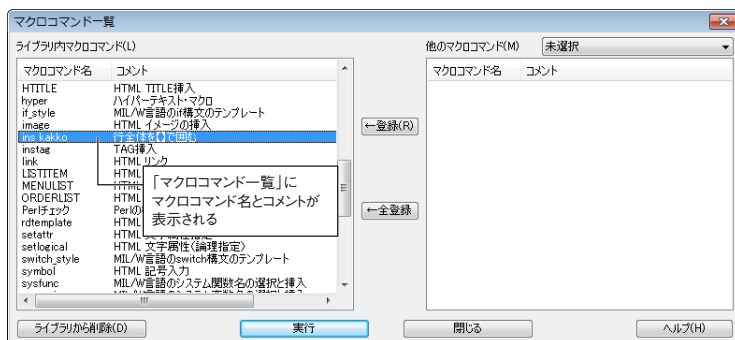 マクロコマンド一覧
ライブラリ内マクロコマンド(L)
他のマクロコマンド(M) 未選択
マクロコマンド名 コメント
マクロコマンド名 コメント
HTITLE HTML TITLE挿入
hyper ハイパーテキスト・マクロ
if_style MIL/W言語のif構文のテンプレート
image HTML イメージの挿入
ins_kakko 行全体を【】で囲む
instag TAG挿入
link HTML リンク
LISTITEM HTML
MENULIST HTML
ORDERLIST HTML
Perlチェック Perlの
rdtemplate HTML
setattr HTML 文字属性指定
setlogical HTML 文字属性(論理指定)
switch_style MIL/W言語のswitch構文のテンプレート
symbol HTML 記号入力
sysfunc MIL/W言語のシステム関数名の選択と挿入
「マクロコマンド一覧」に
マクロコマンド名とコメントが
表示される
←登録(R)
←全登録
ライブラリから削除(D) 実行 閉じる ヘルプ(H)